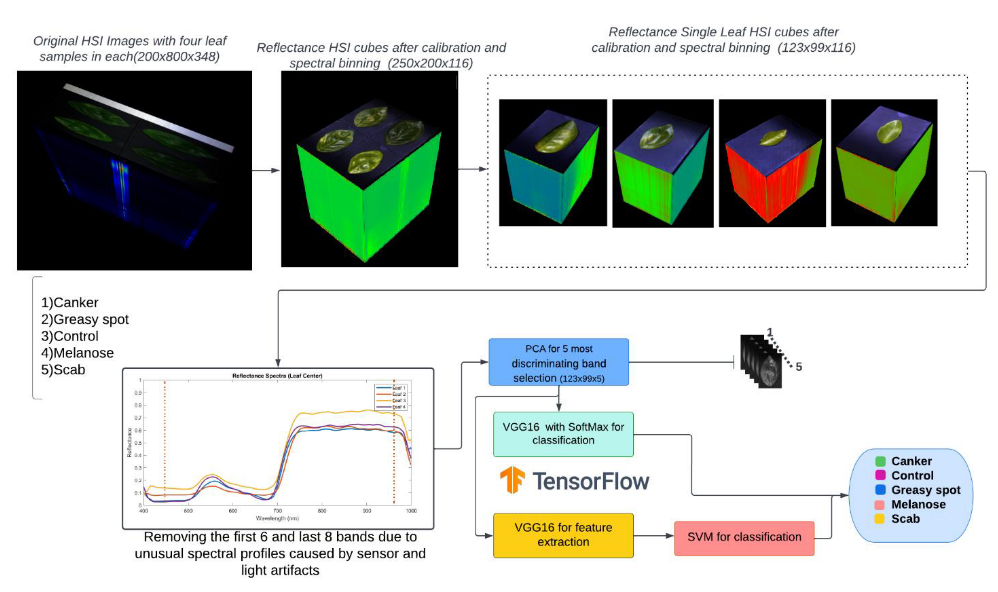 Original HSI Images with four leaf
samples in each(200x800x348)
Reflectance HSI cubes after calibration and
spectral binning (250x200x116)
Reflectance Single Leaf HSI cubes after
calibration and spectral binning (123x99x116)
1)Canker
2)Greasy spot
3)Control
4)Melanose
5)Scab
Reflectance Spectra (Leaf Center)
Leaf 1
Leaf 2
Leaf 3
Leaf 4
1
0.9
0.8
0.7
0.6
0.5
0.4
0.3
0.2
0.1
0
Reflectance
400
500
600
700
800
900
1000
Wavelength (nm)
Removing the first 6 and last 8 bands due to
unusual spectral profiles caused by sensor and
light artifacts
PCA for 5 most
discriminating band
selection (123x99x5)
1
5
VGG16 with SoftMax for
classification
TensorFlow
VGG16 for feature
extraction
SVM for classification
Canker
Control
Greasy spot
Melanose
Scab